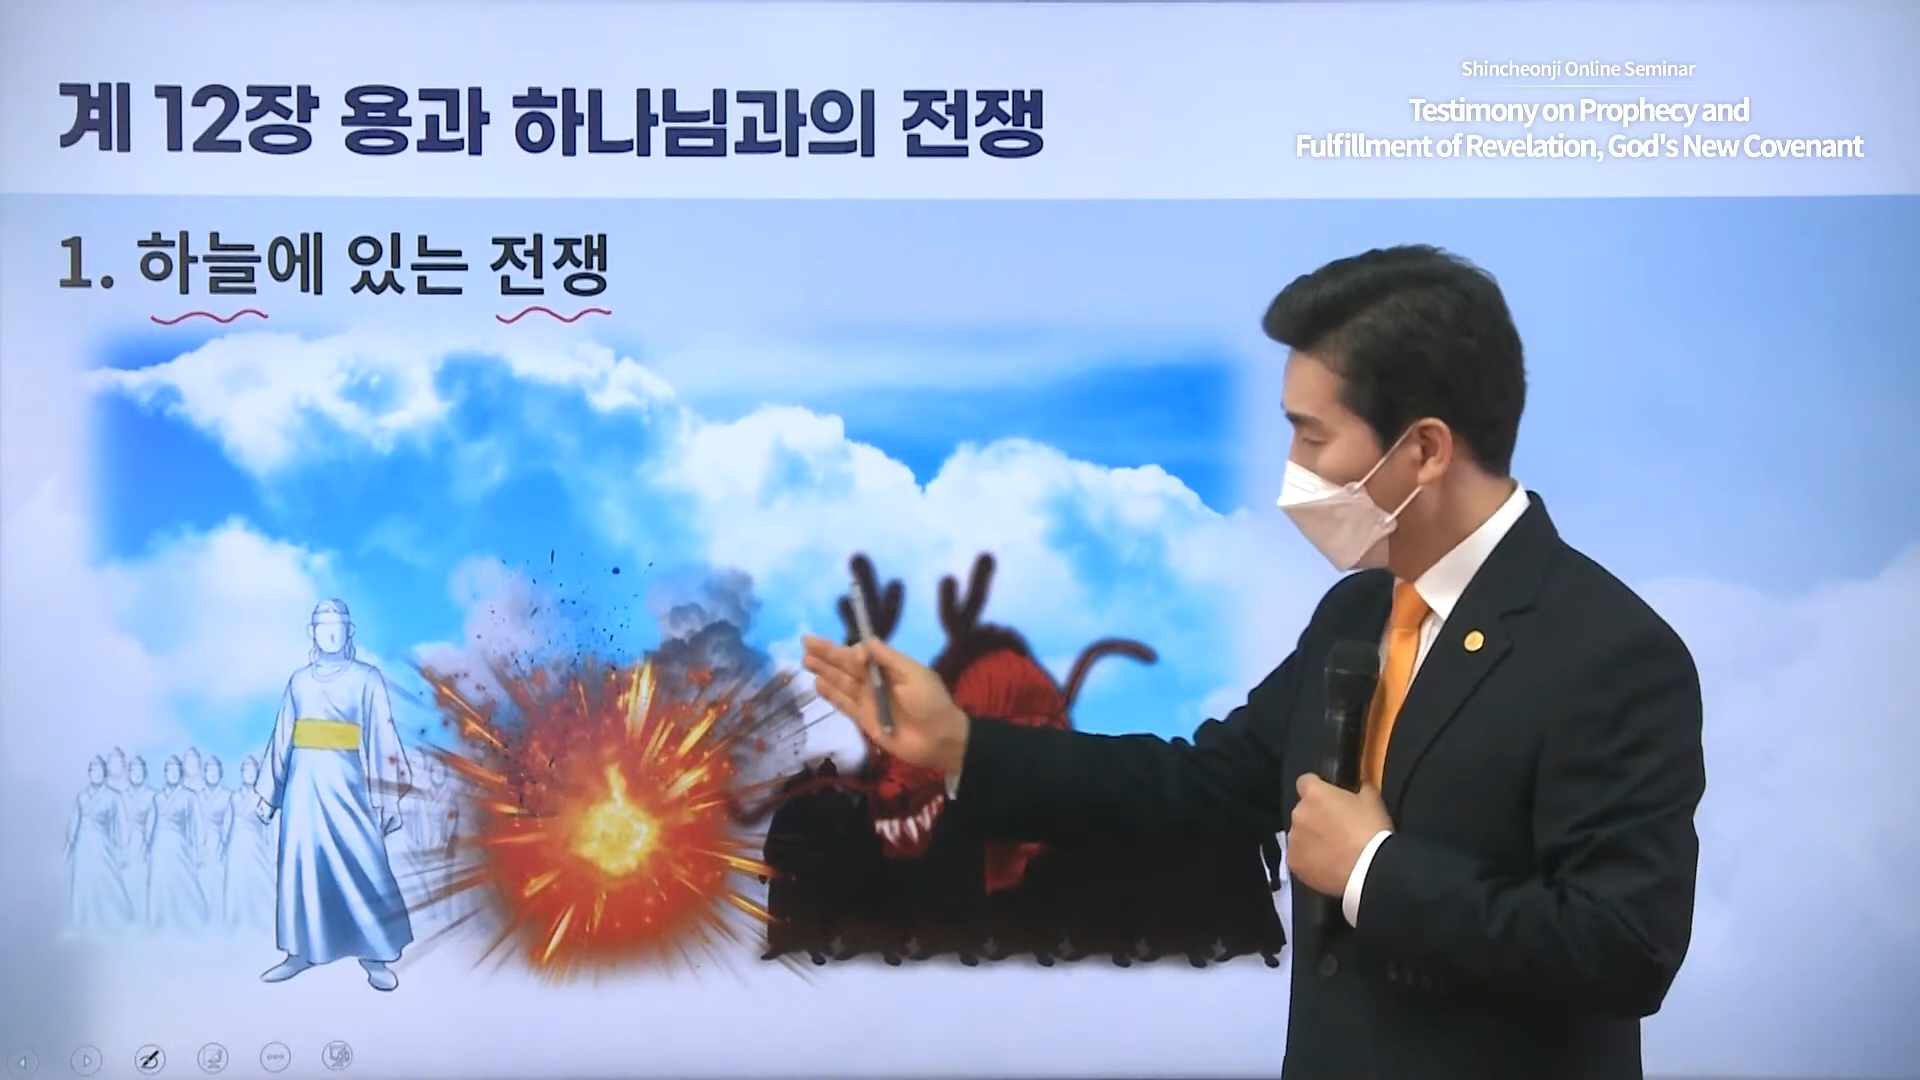 계 12장 용과 하나님과의 전쟁
Shincheonji Online Seminar
Testimony on Prophecy and
Fulfillment of Revelation, God's New Covenant
1. 하늘에 있는 전쟁